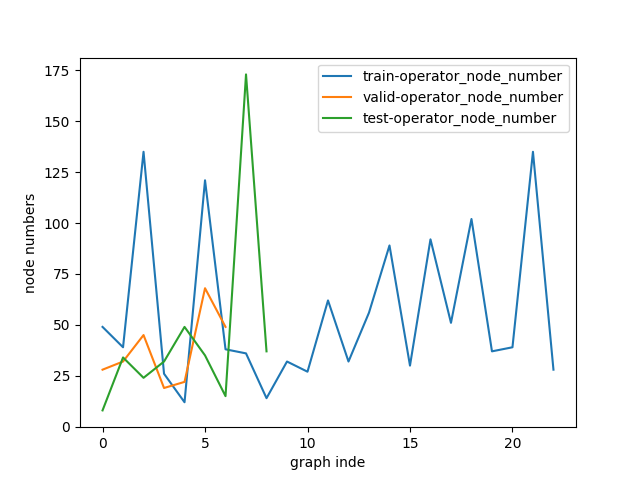 train-operator_node_number
valid-operator_node_number
test-operator_node_number
175
150
125
100
75
50
25
0
node numbers
0 5 10 15 20
graph inde